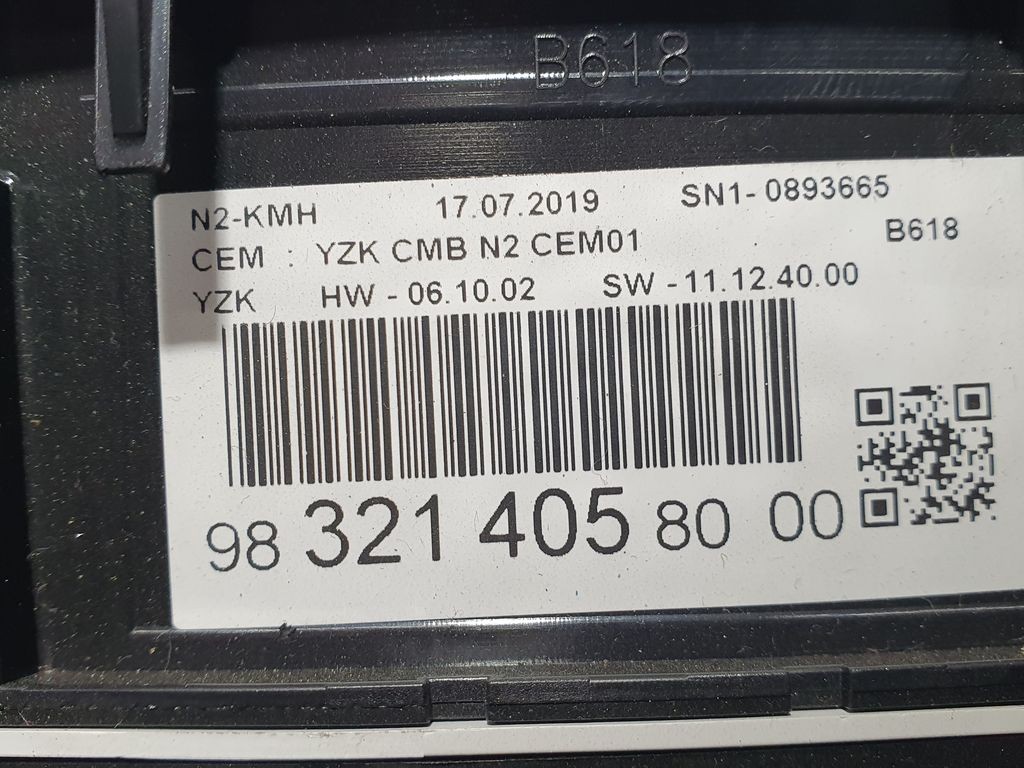 B618
N2-KMH 17.07.2019 SN1- 0893665
CEM : YZK CMB N2 CEM01 B618
YZK HW - 06.10.02 SW -11.12.40.00
98 321 405 80 00